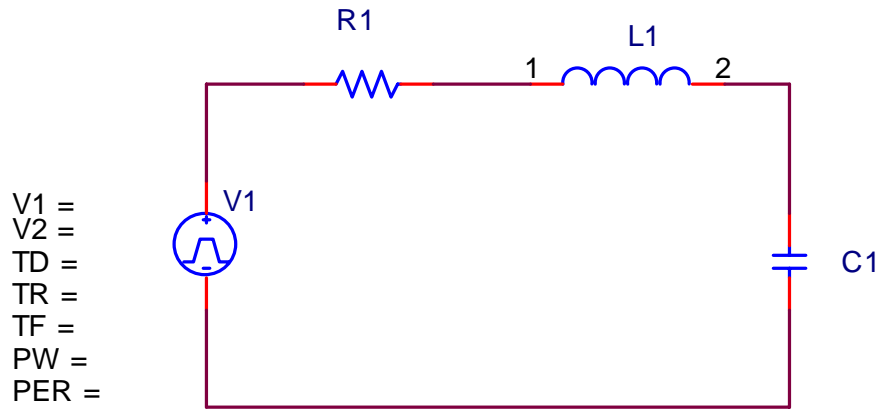 R1
L1
1
2
V1
V1 =
V2 =
TD =
TR =
TF =
PW =
PER =
C1